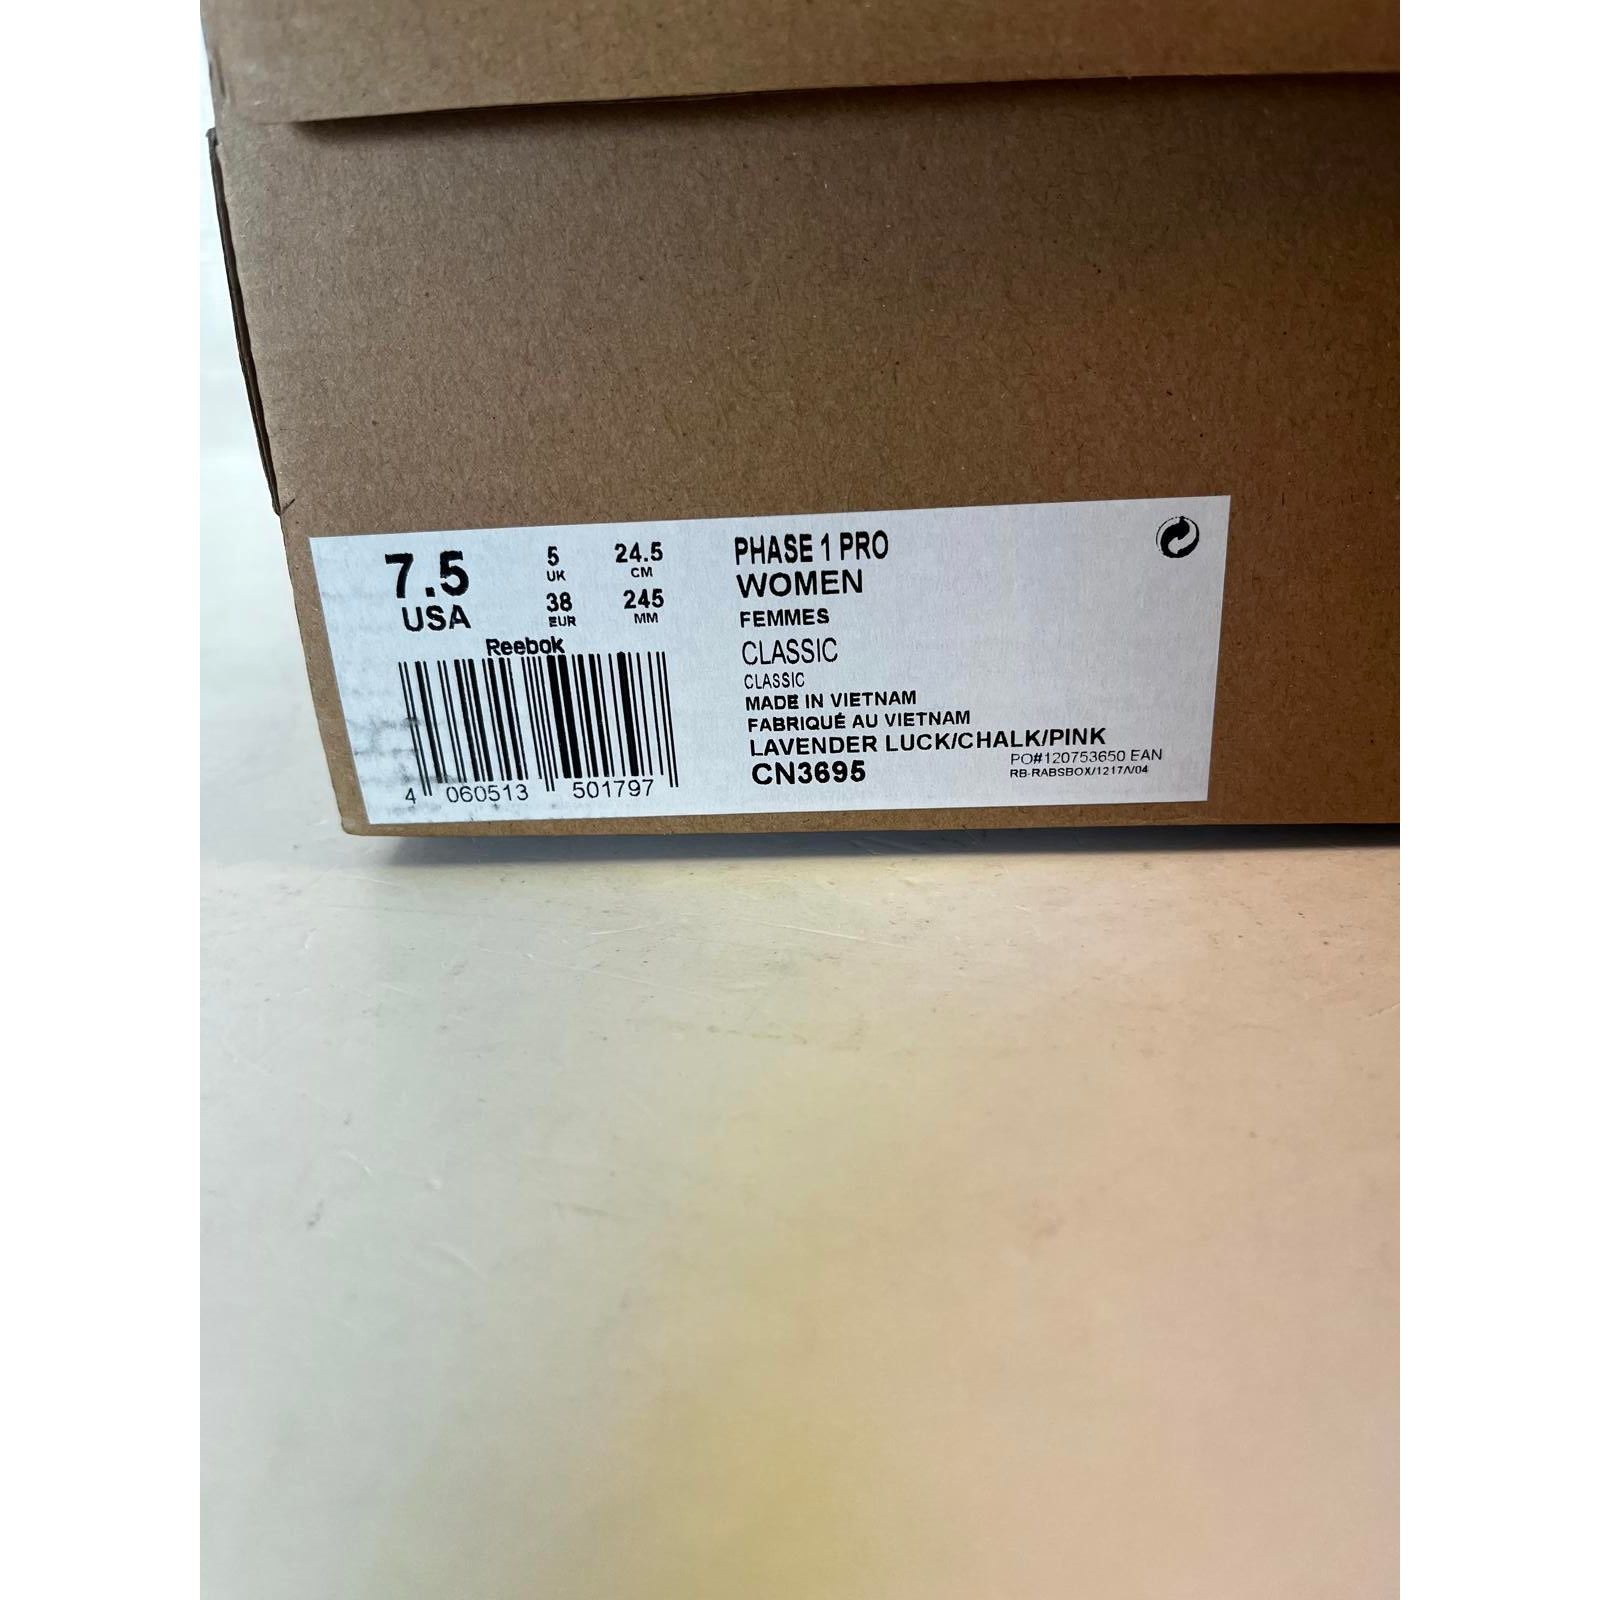 7.5 5 24.5
UK CM
USA 38 245
EUR MM
Reebok
4 060513 501797
PHASE 1 PRO
WOMEN
FEMMES
CLASSIC
CLASSIC
MADE IN VIETNAM
FABRIQUÉ AU VIETNAM
LAVENDER LUCK/CHALK/PINK
CN3695
PO#120753650 EAN
RB-RABSBOX/1217/V04